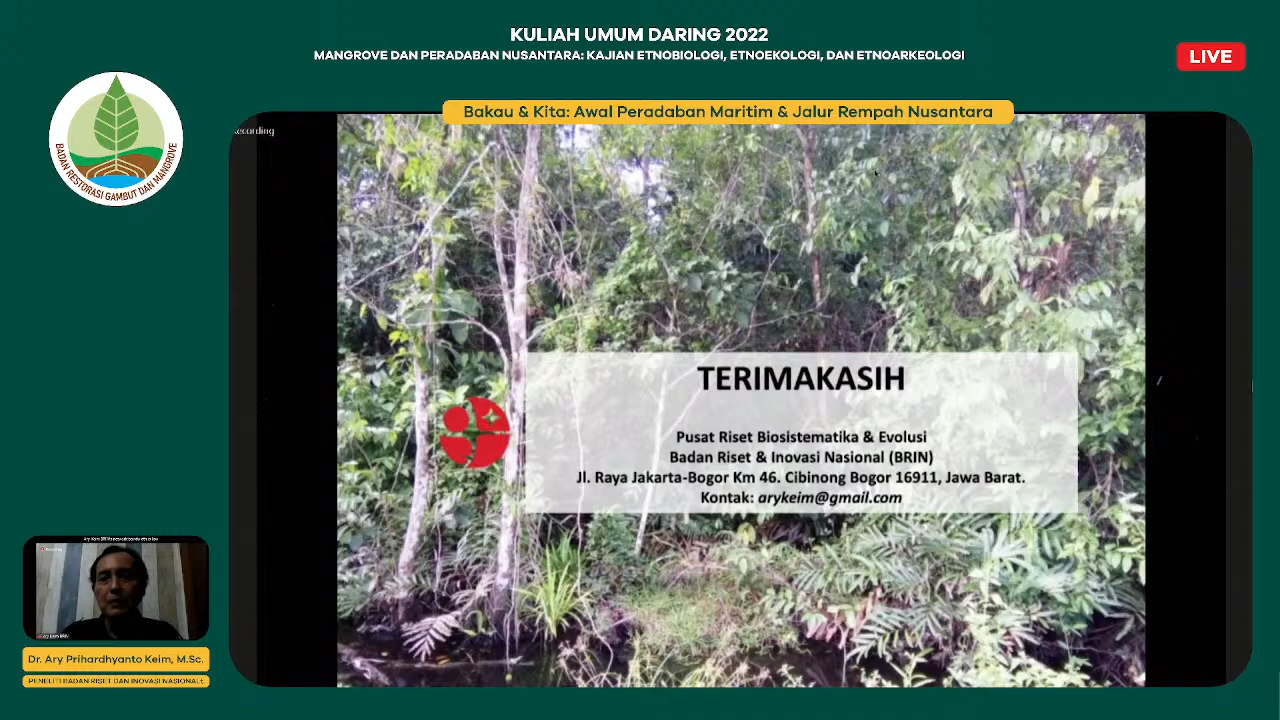 KULIAH UMUM DARING 2022
MANGROVE DAN PERADABAN NUSANTARA: KAJIAN ETNOBIOLOGI, ETNOEKOLOGI, DAN ETNOARKEOLOGI
LIVE
Bakau & Kita: Awal Peradaban Maritim & Jalur Rempah Nusantara
BADAN RESTORASI GAMBUT DAN MANGROVE
TERIMAKASIH
Pusat Riset Biosistematika & Evolusi
Badan Riset & Inovasi Nasional (BRIN)
Jl. Raya Jakarta-Bogor Km 46. Cibinong Bogor 16911, Jawa Barat.
Kontak: arykeim@gmail.com
Ary Keim BRIN
Dr. Ary Prihardhyanto Keim, M.Sc.
PENELITI BADAN RISET DAN INOVASI NASIONAL